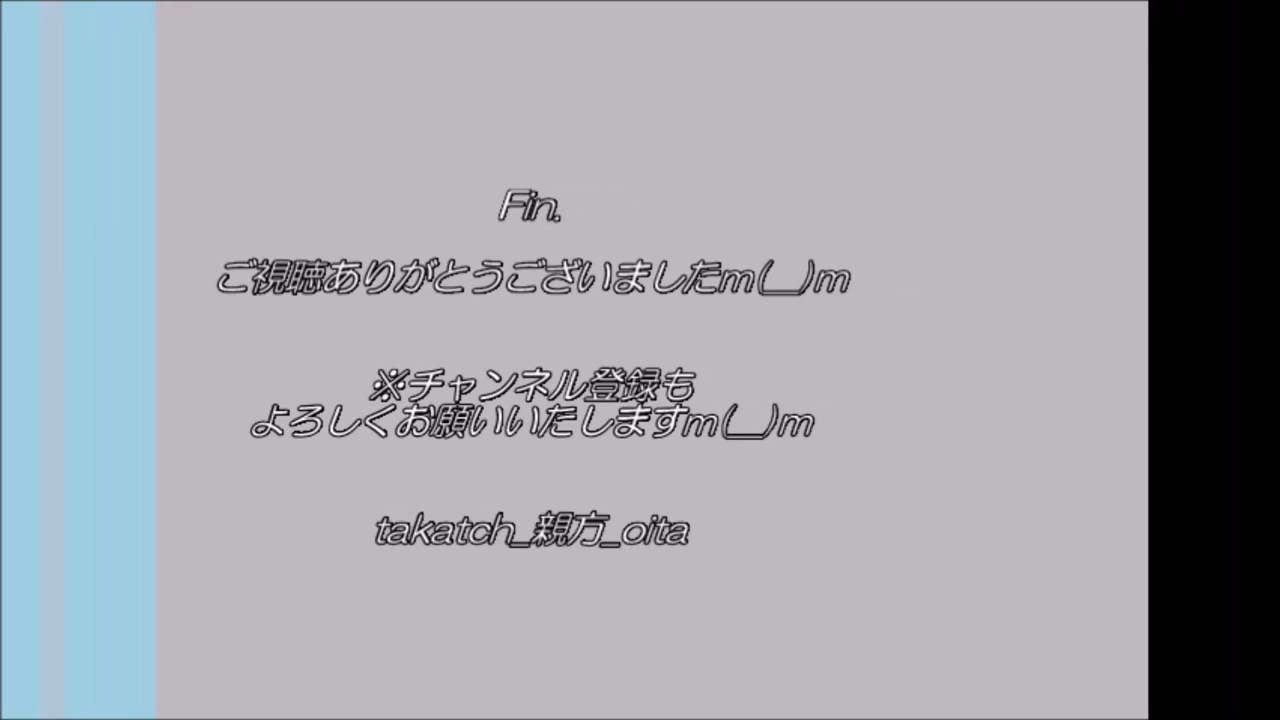 Fin.
ご視聴ありがとうございましたm(__)m
※チャンネル登録も
よろしくお願いいたしますm(__)m
takatch_親方_oita